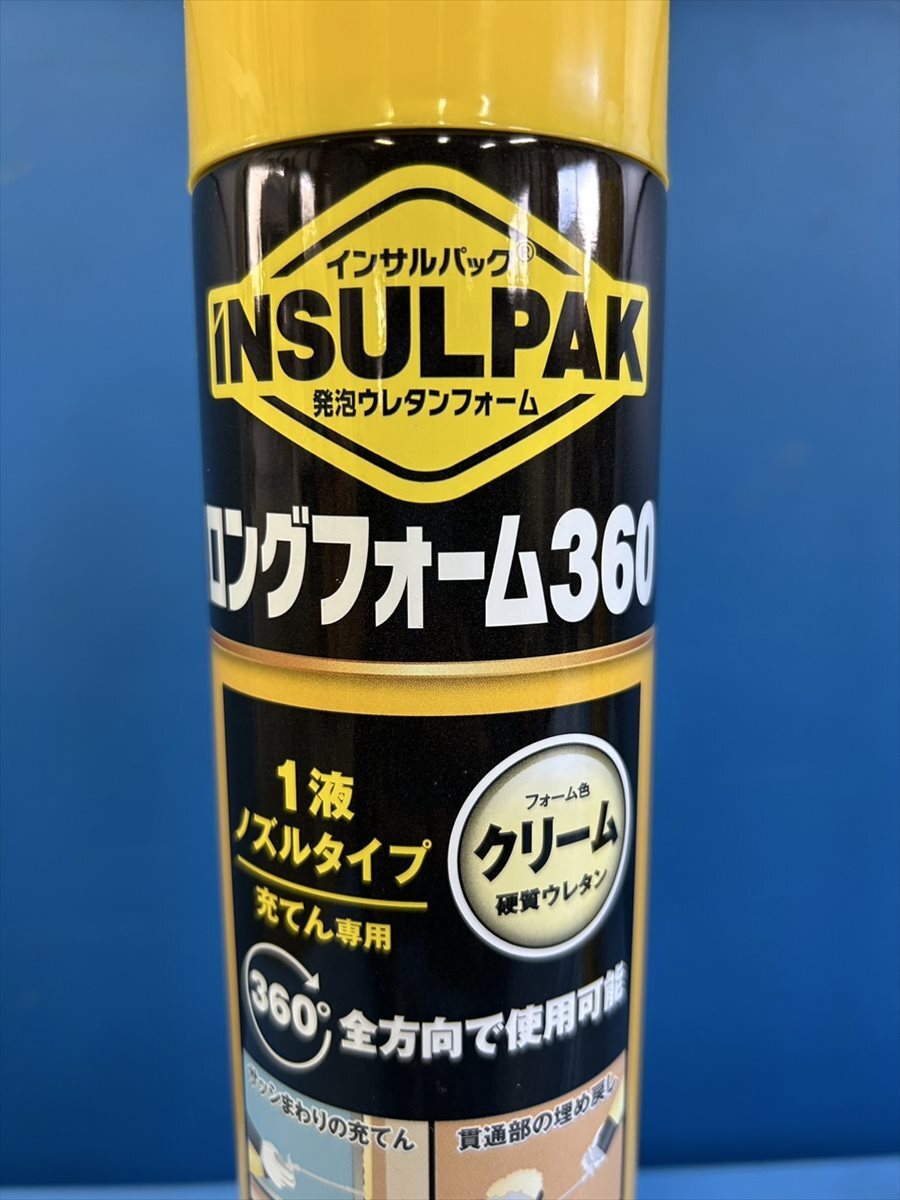 インサルパック®
INSULPAK
発泡ウレタンフォーム
ロングフォーム360
1液
ノズルタイプ
充てん専用
フォーム色
クリーム
硬質ウレタン
360°
全方向で使用可能
サッシまわりの充てん
貫通部の埋め戻し